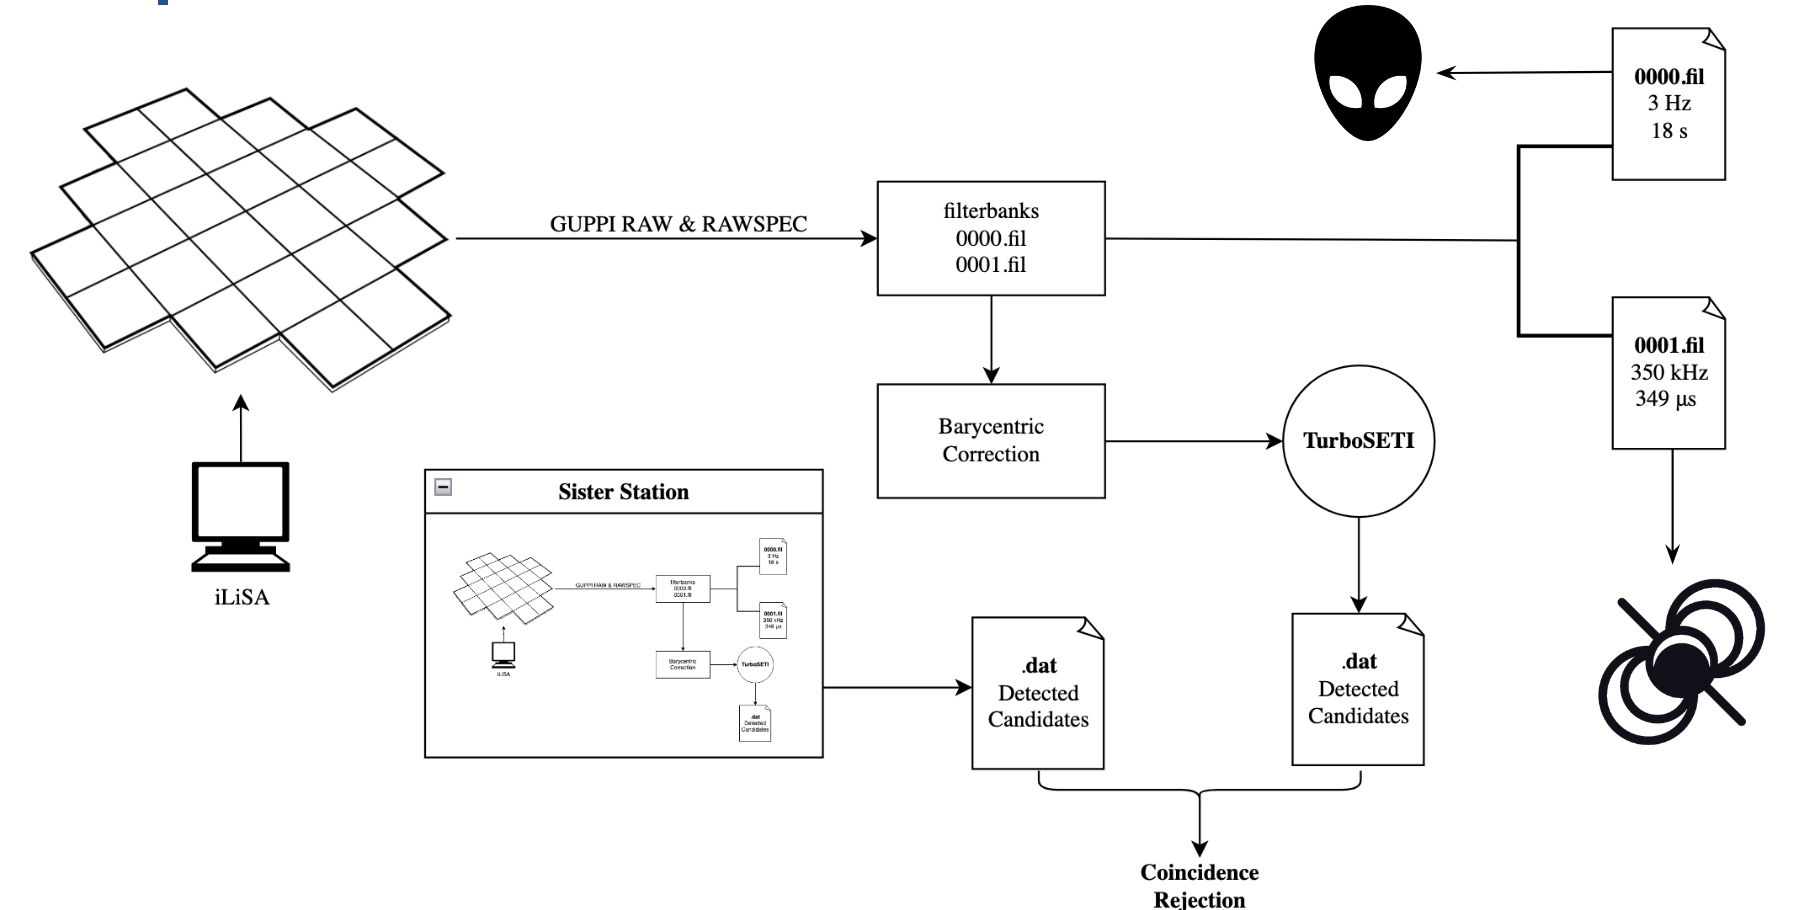 0000.fil
3 Hz
18 s
GUPPI RAW & RAWSPEC
filterbanks
0000.fil
0001.fil
0001.fil
350 kHz
349 µs
Barycentric
Correction
TurboSETI
iLiSA
Sister Station
0000.fil
3 Hz
18 s
GUPPI RAW & RAWSPEC
filterbanks
0000.fil
0001.fil
0001.fil
350 kHz
349 µs
Barycentric
Correction
TurboSETI
iLiSA
.dat
Detected
Candidates
.dat
Detected
Candidates
.dat
Detected
Candidates
Coincidence
Rejection